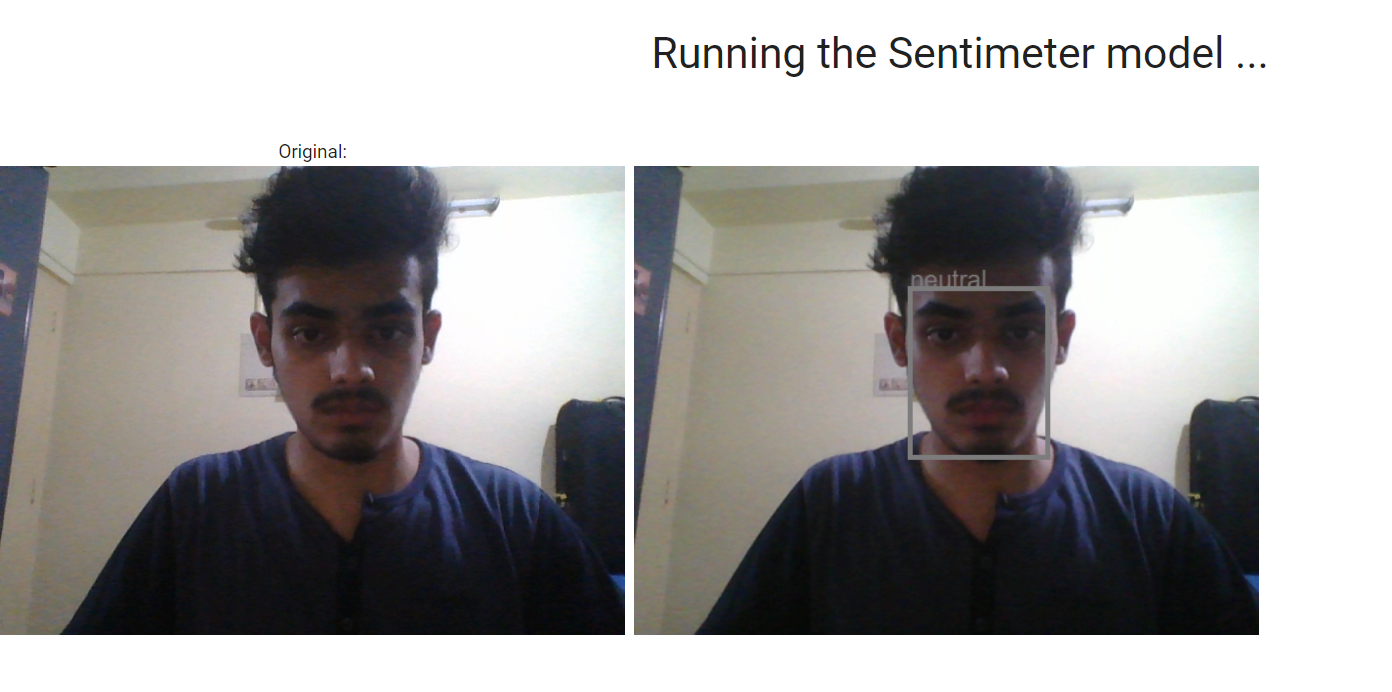 Running the Sentimeter model ...
Original:
neutral